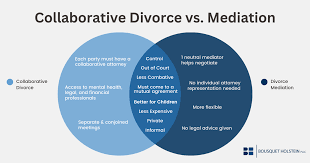 Collaborative Divorce vs. Mediation
Collaborative
Divorce
Each party must have a
collaborative attorney
Access to mental health,
legal, and financial
professionals
Separate & conjoined
meetings
Control
Out of Court
Less Combative
Must come to a
mutual agreement
Better for Children
Less Expensive
Private
Informal
1 neutral mediator
helps negotiate
No individual attorney
representation needed
More flexible
No legal advice given
Divorce
Mediation
BOUSQUET HOLSTEIN PLLC